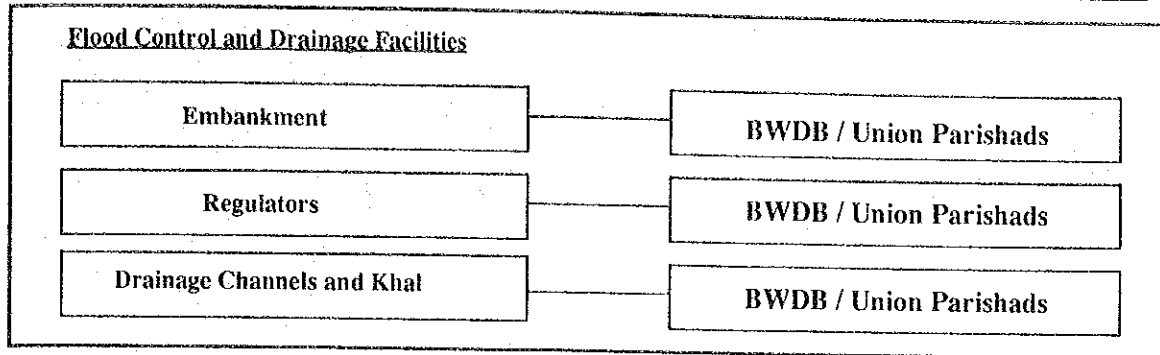 Flood Control and Drainage Facilities
Embankment
BWDB / Union Parishads
Regulators
BWDB / Union Parishads
Drainage Channels and Khal
BWDB / Union Parishads